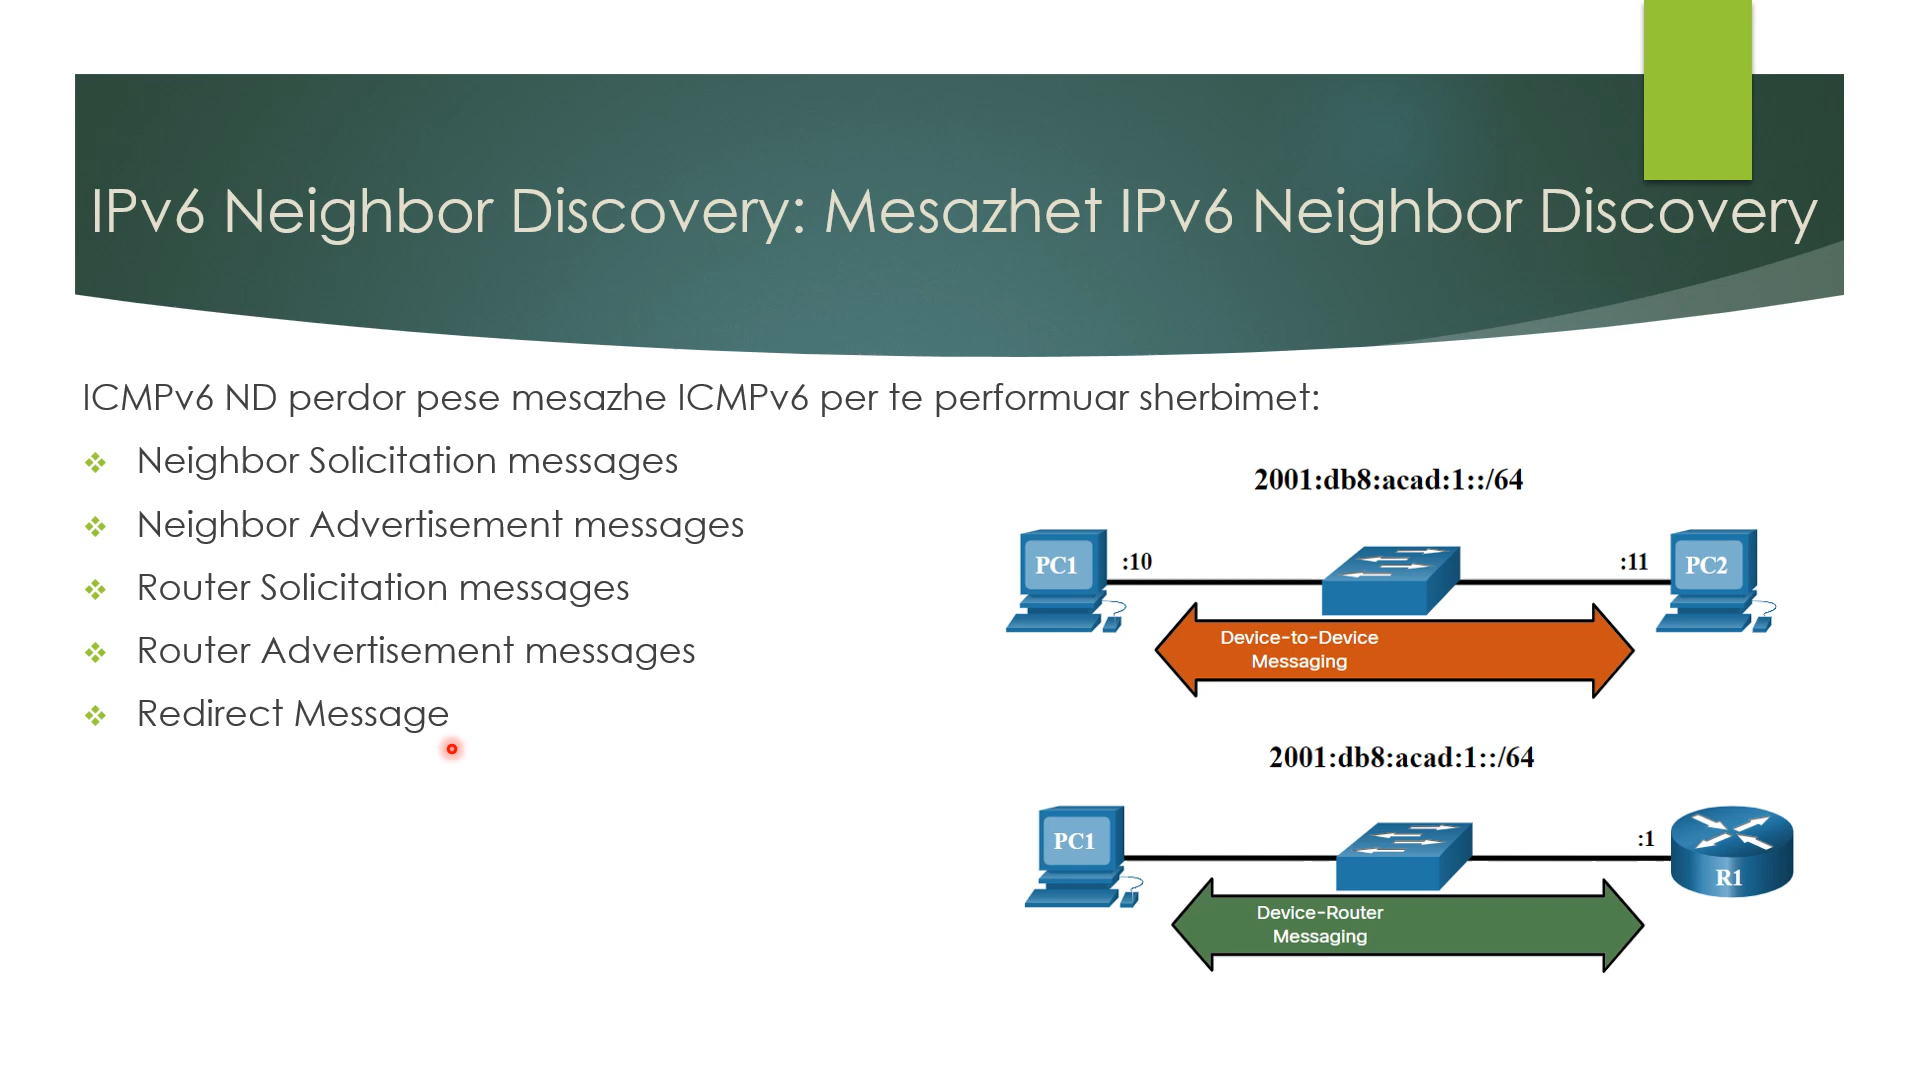 IPv6 Neighbor Discovery: Mesazhet IPv6 Neighbor Discovery
ICMPv6 ND perdor pese mesazhe ICMPv6 per te performuar sherbimet:
Neighbor Solicitation messages
Neighbor Advertisement messages
Router Solicitation messages
Router Advertisement messages
Redirect Message
2001:db8:acad:1::/64
PC1
:10
:11
PC2
Device-to-Device
Messaging
2001:db8:acad:1::/64
PC1
:1
R1
Device-Router
Messaging